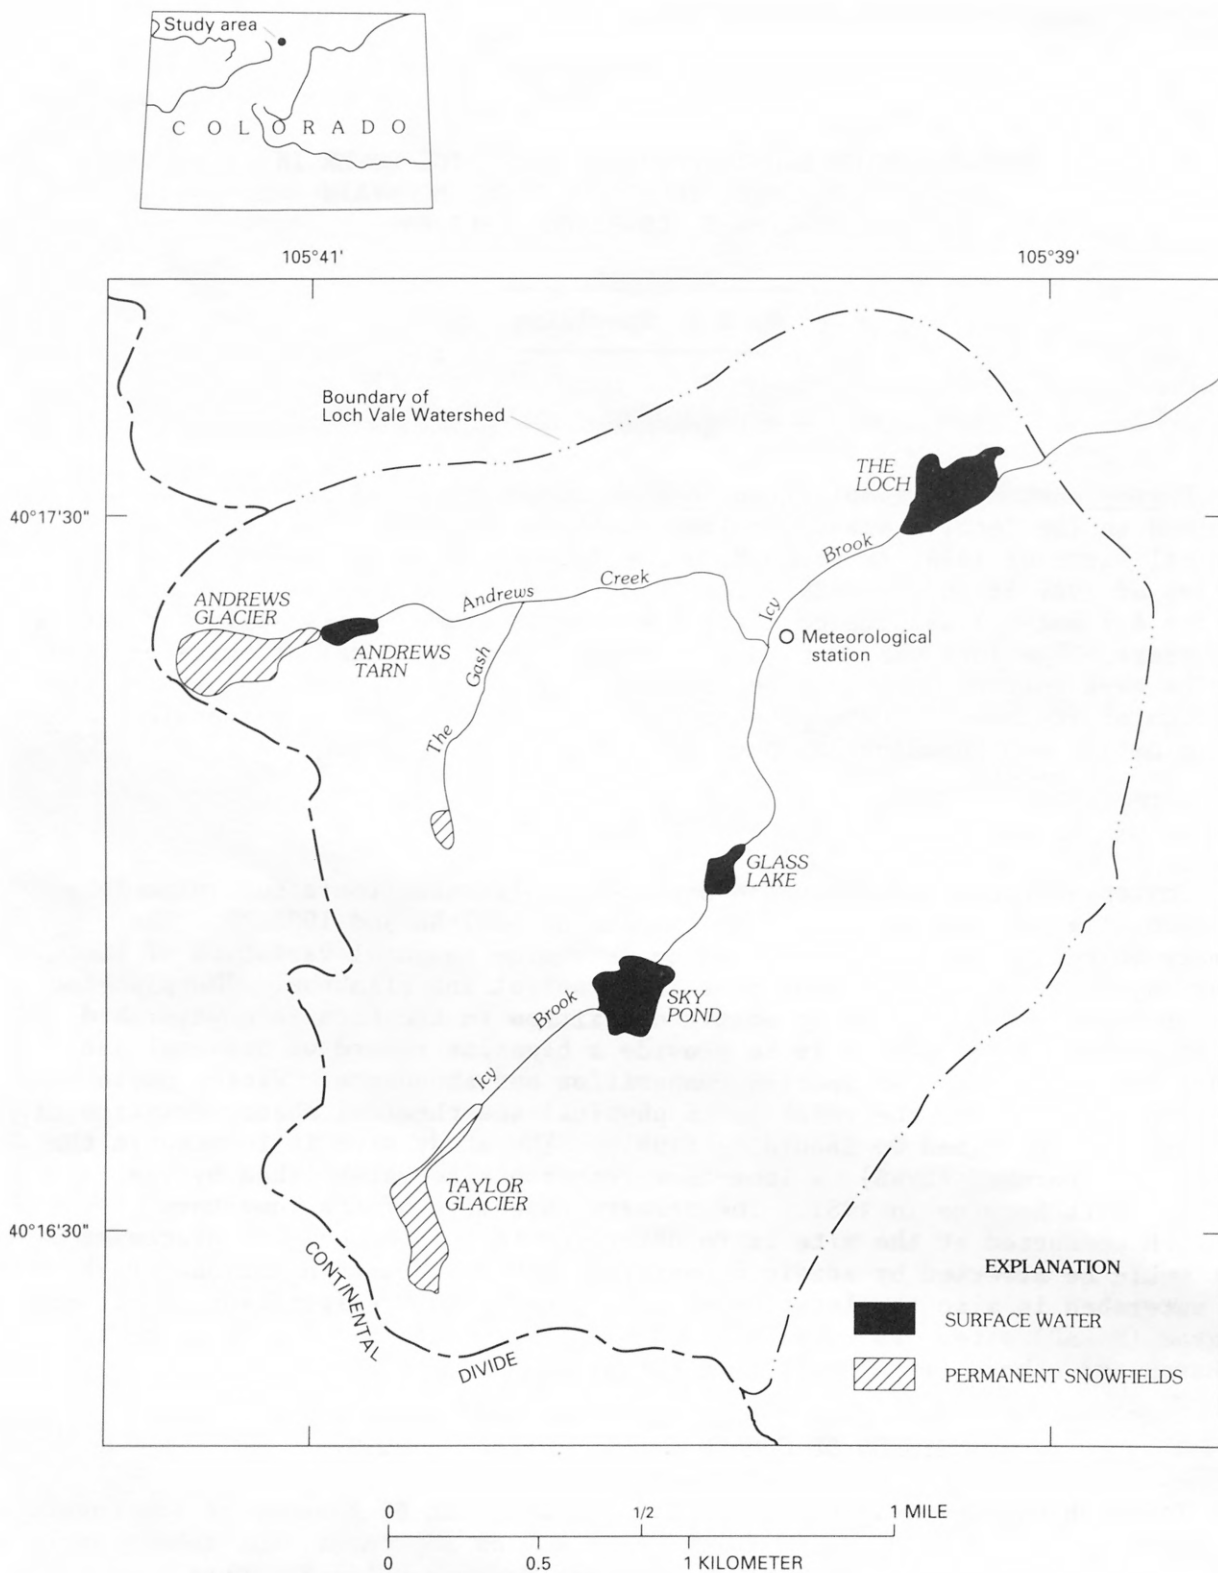 Study area
COLORADO
105°41'
105°39'
Boundary of
Loch Vale Watershed
THE
LOCH
40°17'30"
Icy Brook
Andrews Creek
ANDREWS
GLACIER
ANDREWS
TARN
Meteorological
station
The Gash
GLASS
LAKE
SKY
POND
Icy Brook
TAYLOR
GLACIER
40°16'30"
CONTINENTAL
DIVIDE
EXPLANATION
SURFACE WATER
PERMANENT SNOWFIELDS
0 1/2 1 MILE
0 0.5 1 KILOMETER